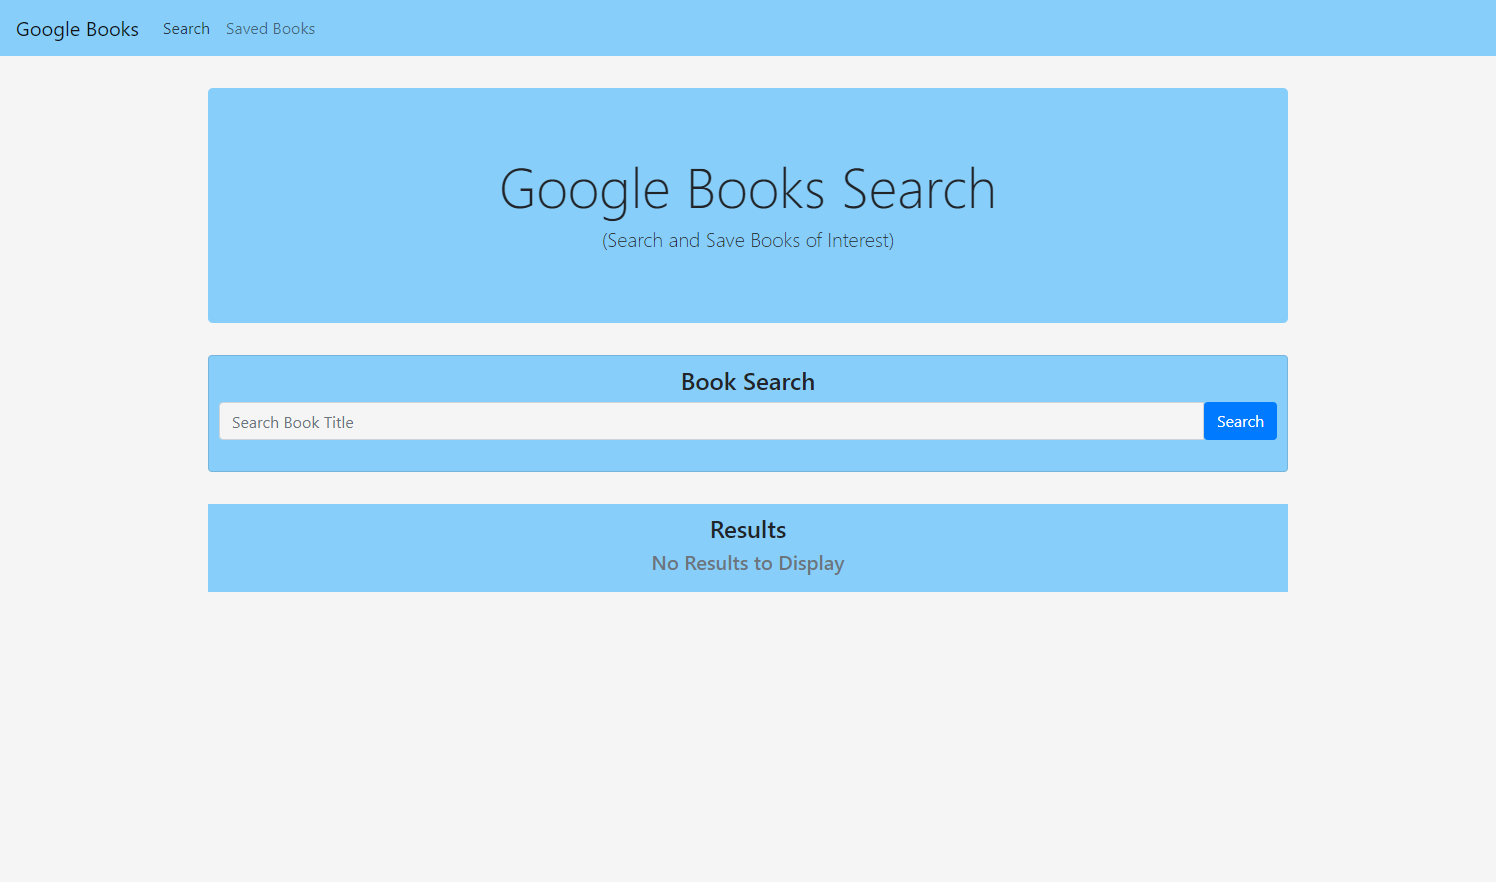 Google Books Search Saved Books
Google Books Search
(Search and Save Books of Interest)
Book Search
Search Book Title Search
Results
No Results to Display